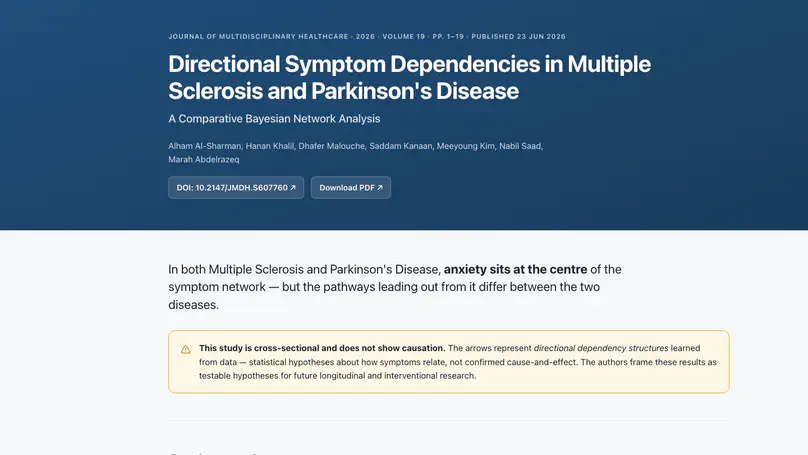 JOURNAL OF MULTIDISCIPLINARY HEALTHCARE · 2026 · VOLUME 19 · PP. 1–19 · PUBLISHED 23 JUN 2026
Directional Symptom Dependencies in Multiple
Sclerosis and Parkinson's Disease
A Comparative Bayesian Network Analysis
Alham Al-Sharman, Hanan Khalil, Dhafer Malouche, Saddam Kanaan, Meeyoung Kim, Nabil Saad,
Marah Abdelrazeq
DOI: 10.2147/JMDH.S607760 ↗ Download PDF ↗
In both Multiple Sclerosis and Parkinson's Disease, anxiety sits at the centre of the
symptom network — but the pathways leading out from it differ between the two
diseases.
This study is cross-sectional and does not show causation. The arrows represent directional dependency structures learned
from data — statistical hypotheses about how symptoms relate, not confirmed cause-and-effect. The authors frame these results as
testable hypotheses for future longitudinal and interventional research.